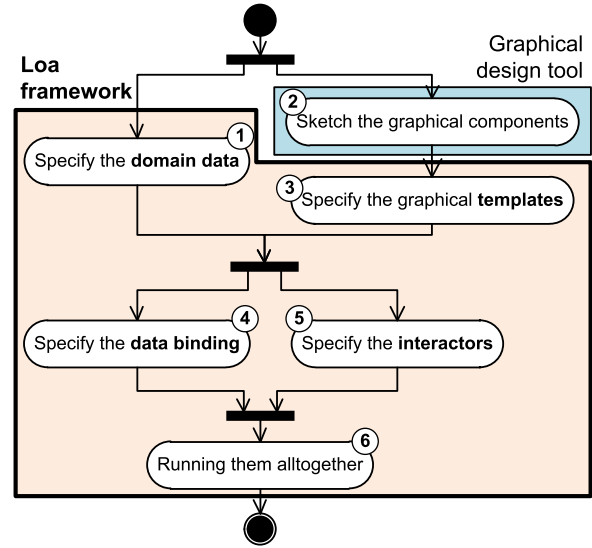 Graphical
design tool
Loa
framework
2
Sketch the graphical components
1
Specify the domain data
3
Specify the graphical templates
4
Specify the data binding
5
Specify the interactors
6
Running them alltogether